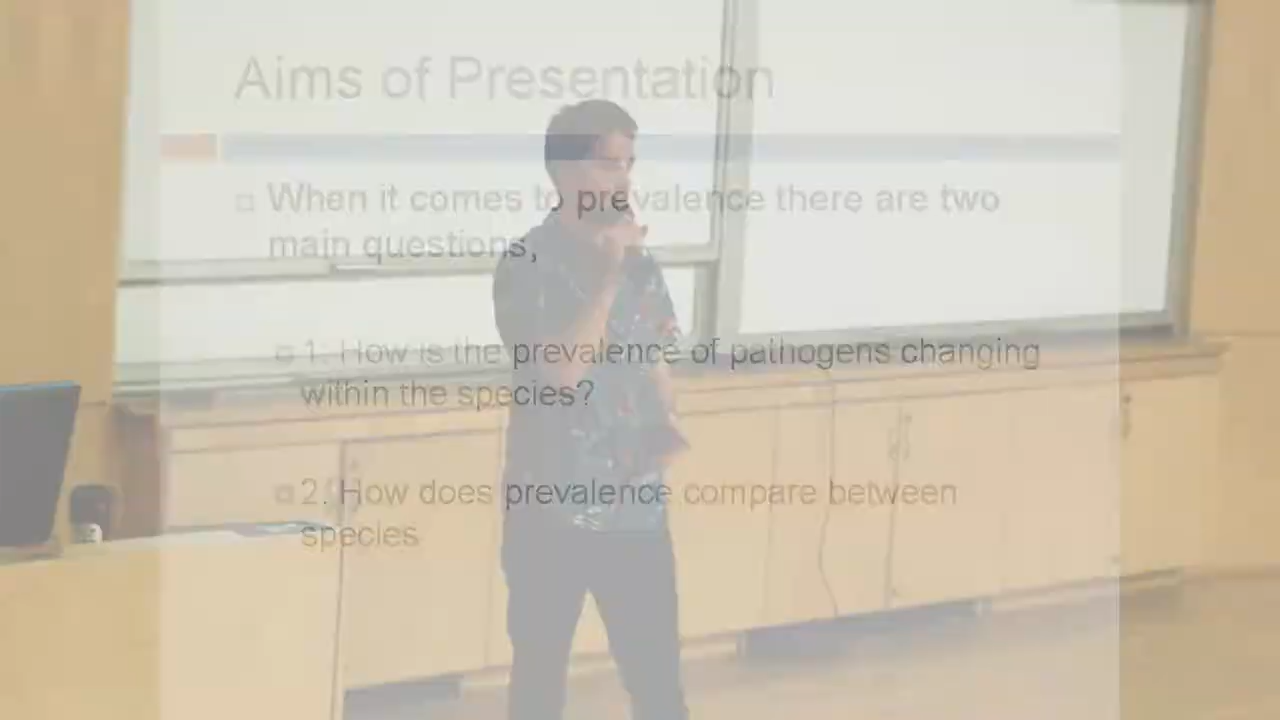 Aims of Presentation
When it comes to prevalence there are two
main questions;
1. How is the prevalence of pathogens changing
within the species?
2. How does prevalence compare between
species